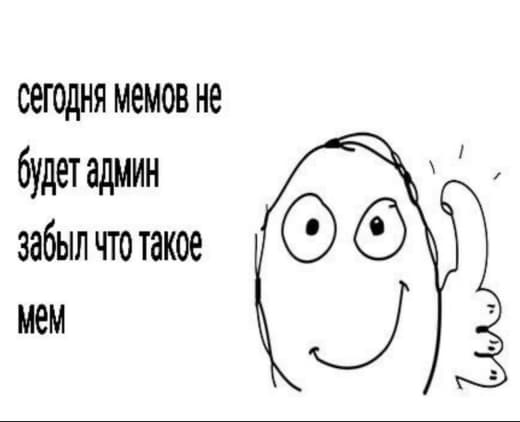 сегодня мемов не
будет админ
забыл что такое
мем